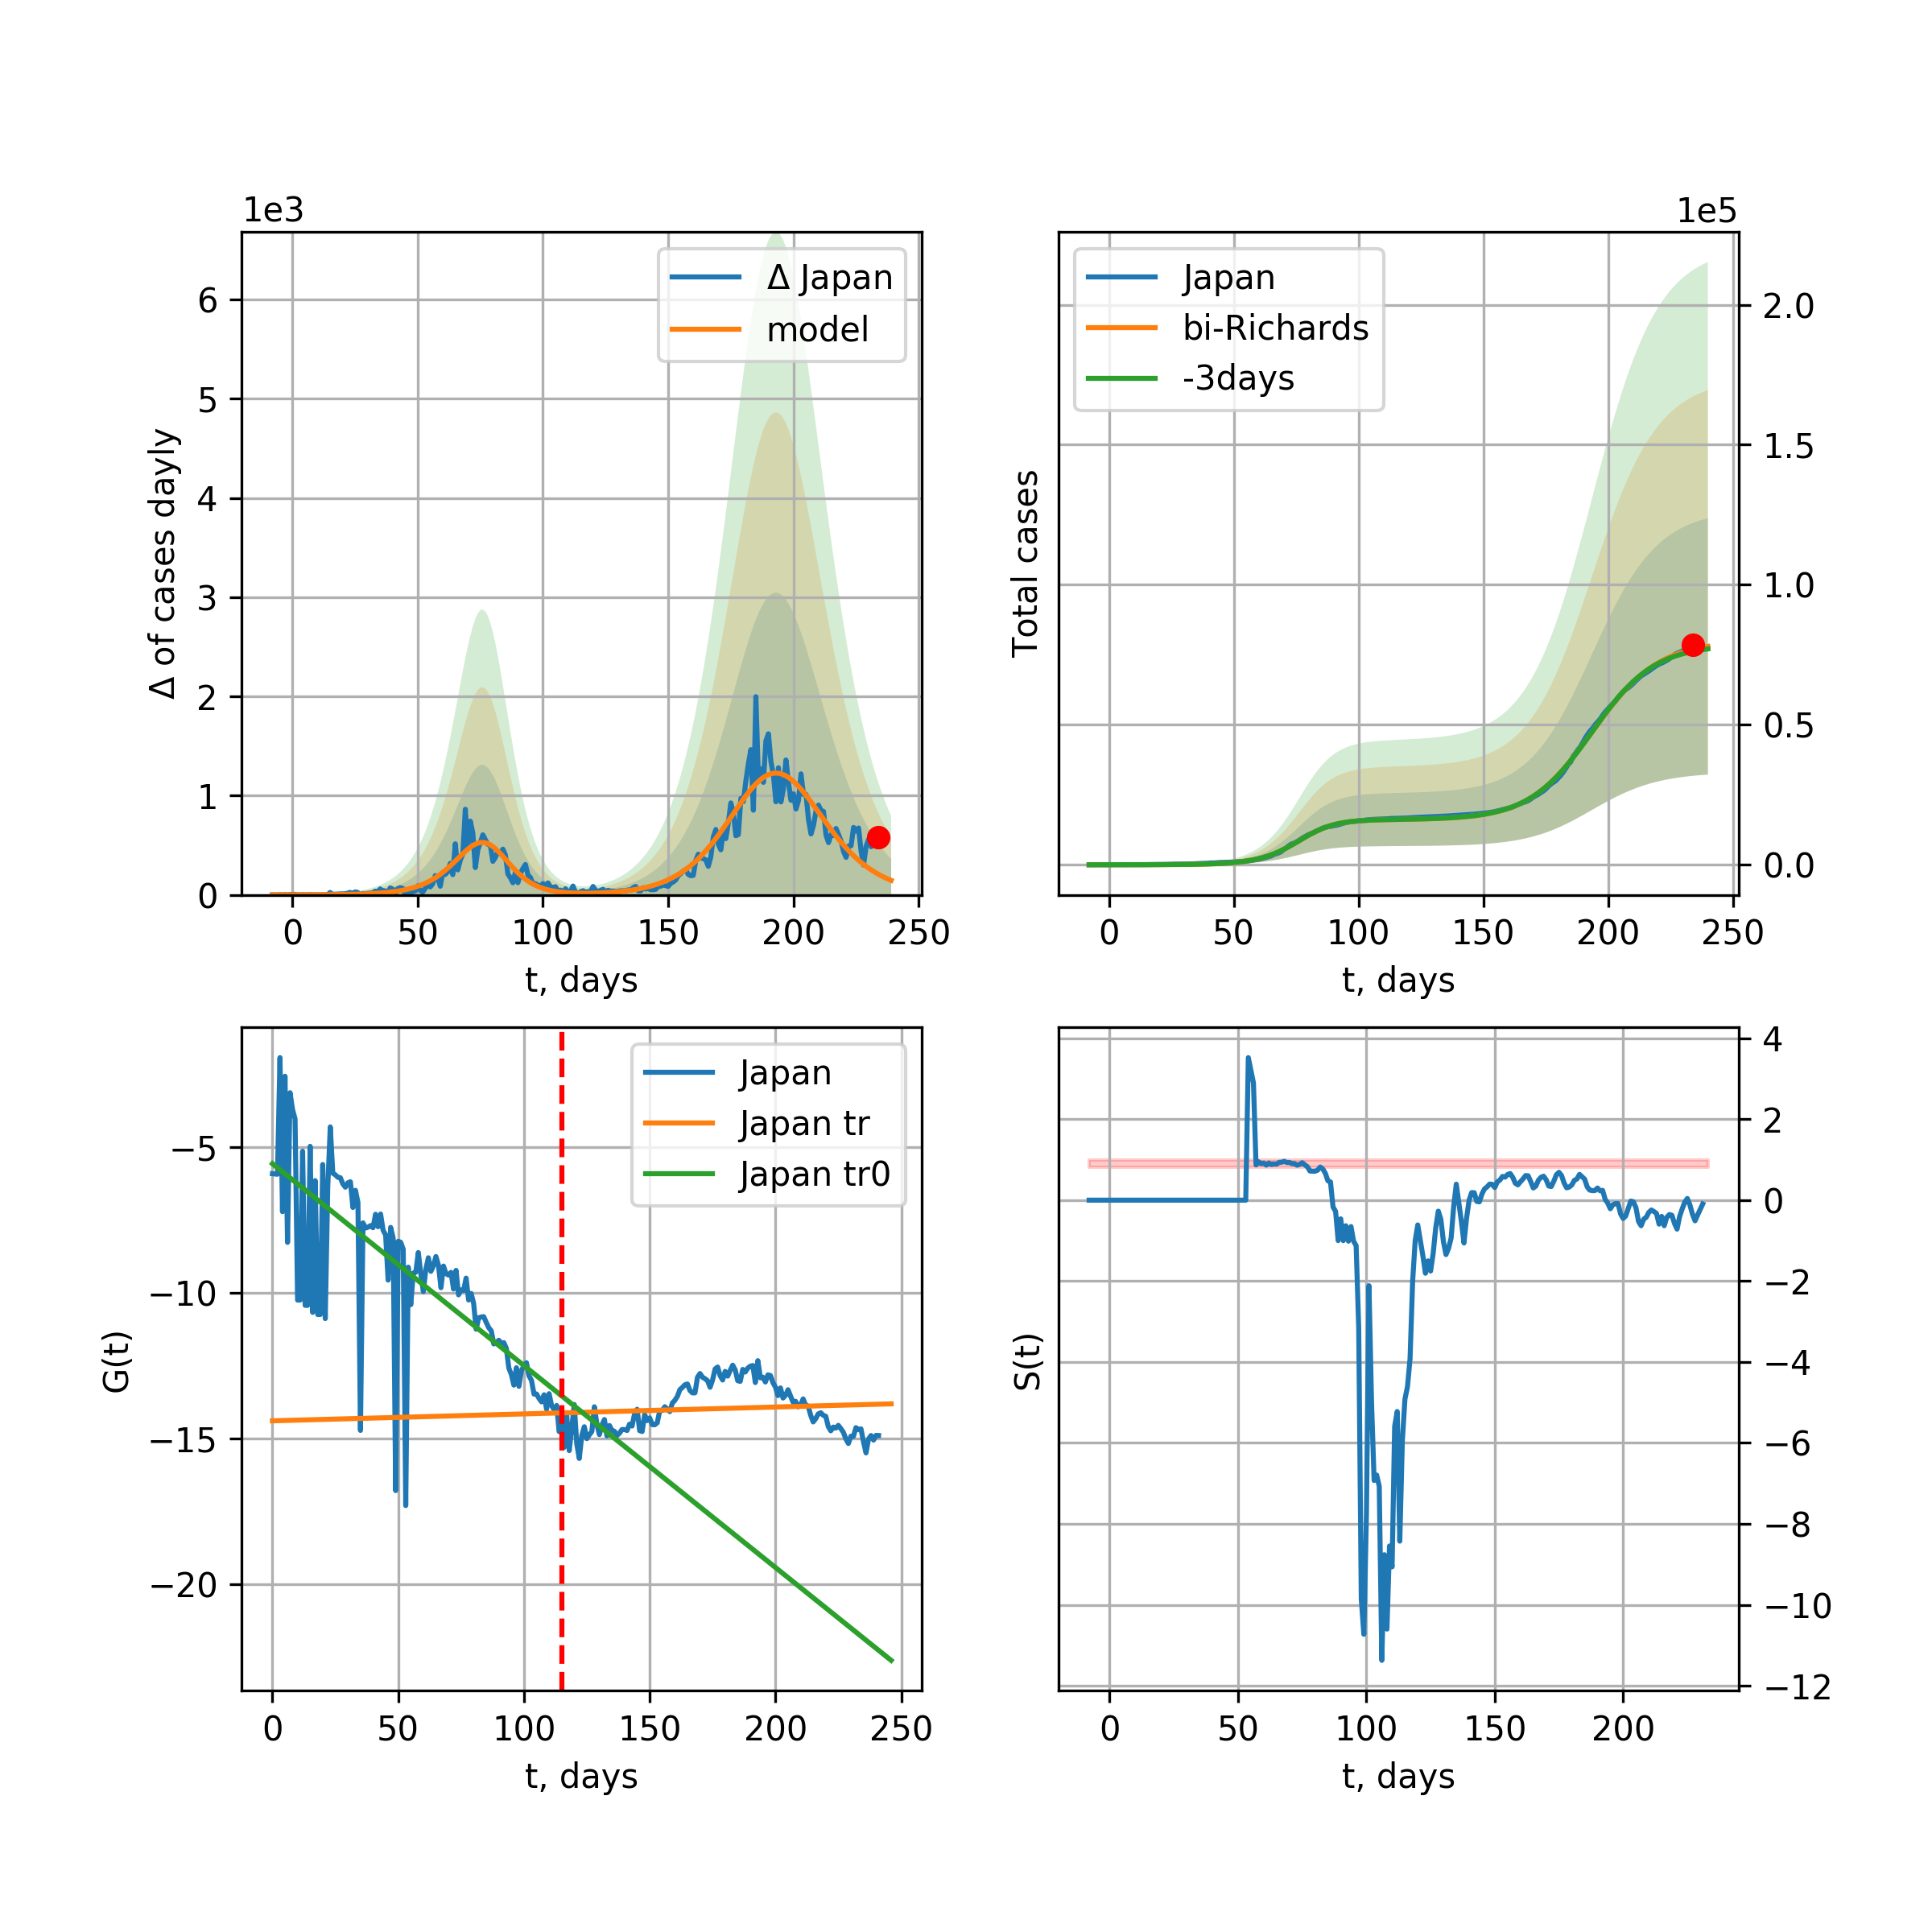 1e3
6
5
4
3
2
1
0
Δ of cases dayly
0 50 100 150 200 250
t, days
Δ Japan
model
1e5
2.0
1.5
1.0
0.5
0.0
Total cases
0 50 100 150 200 250
t, days
Japan
bi-Richards
-3days
−5
−10
−15
−20
G(t)
0 50 100 150 200 250
t, days
Japan
Japan tr
Japan tr0
4
2
0
−2
−4
−6
−8
−10
−12
S(t)
0 50 100 150 200
t, days